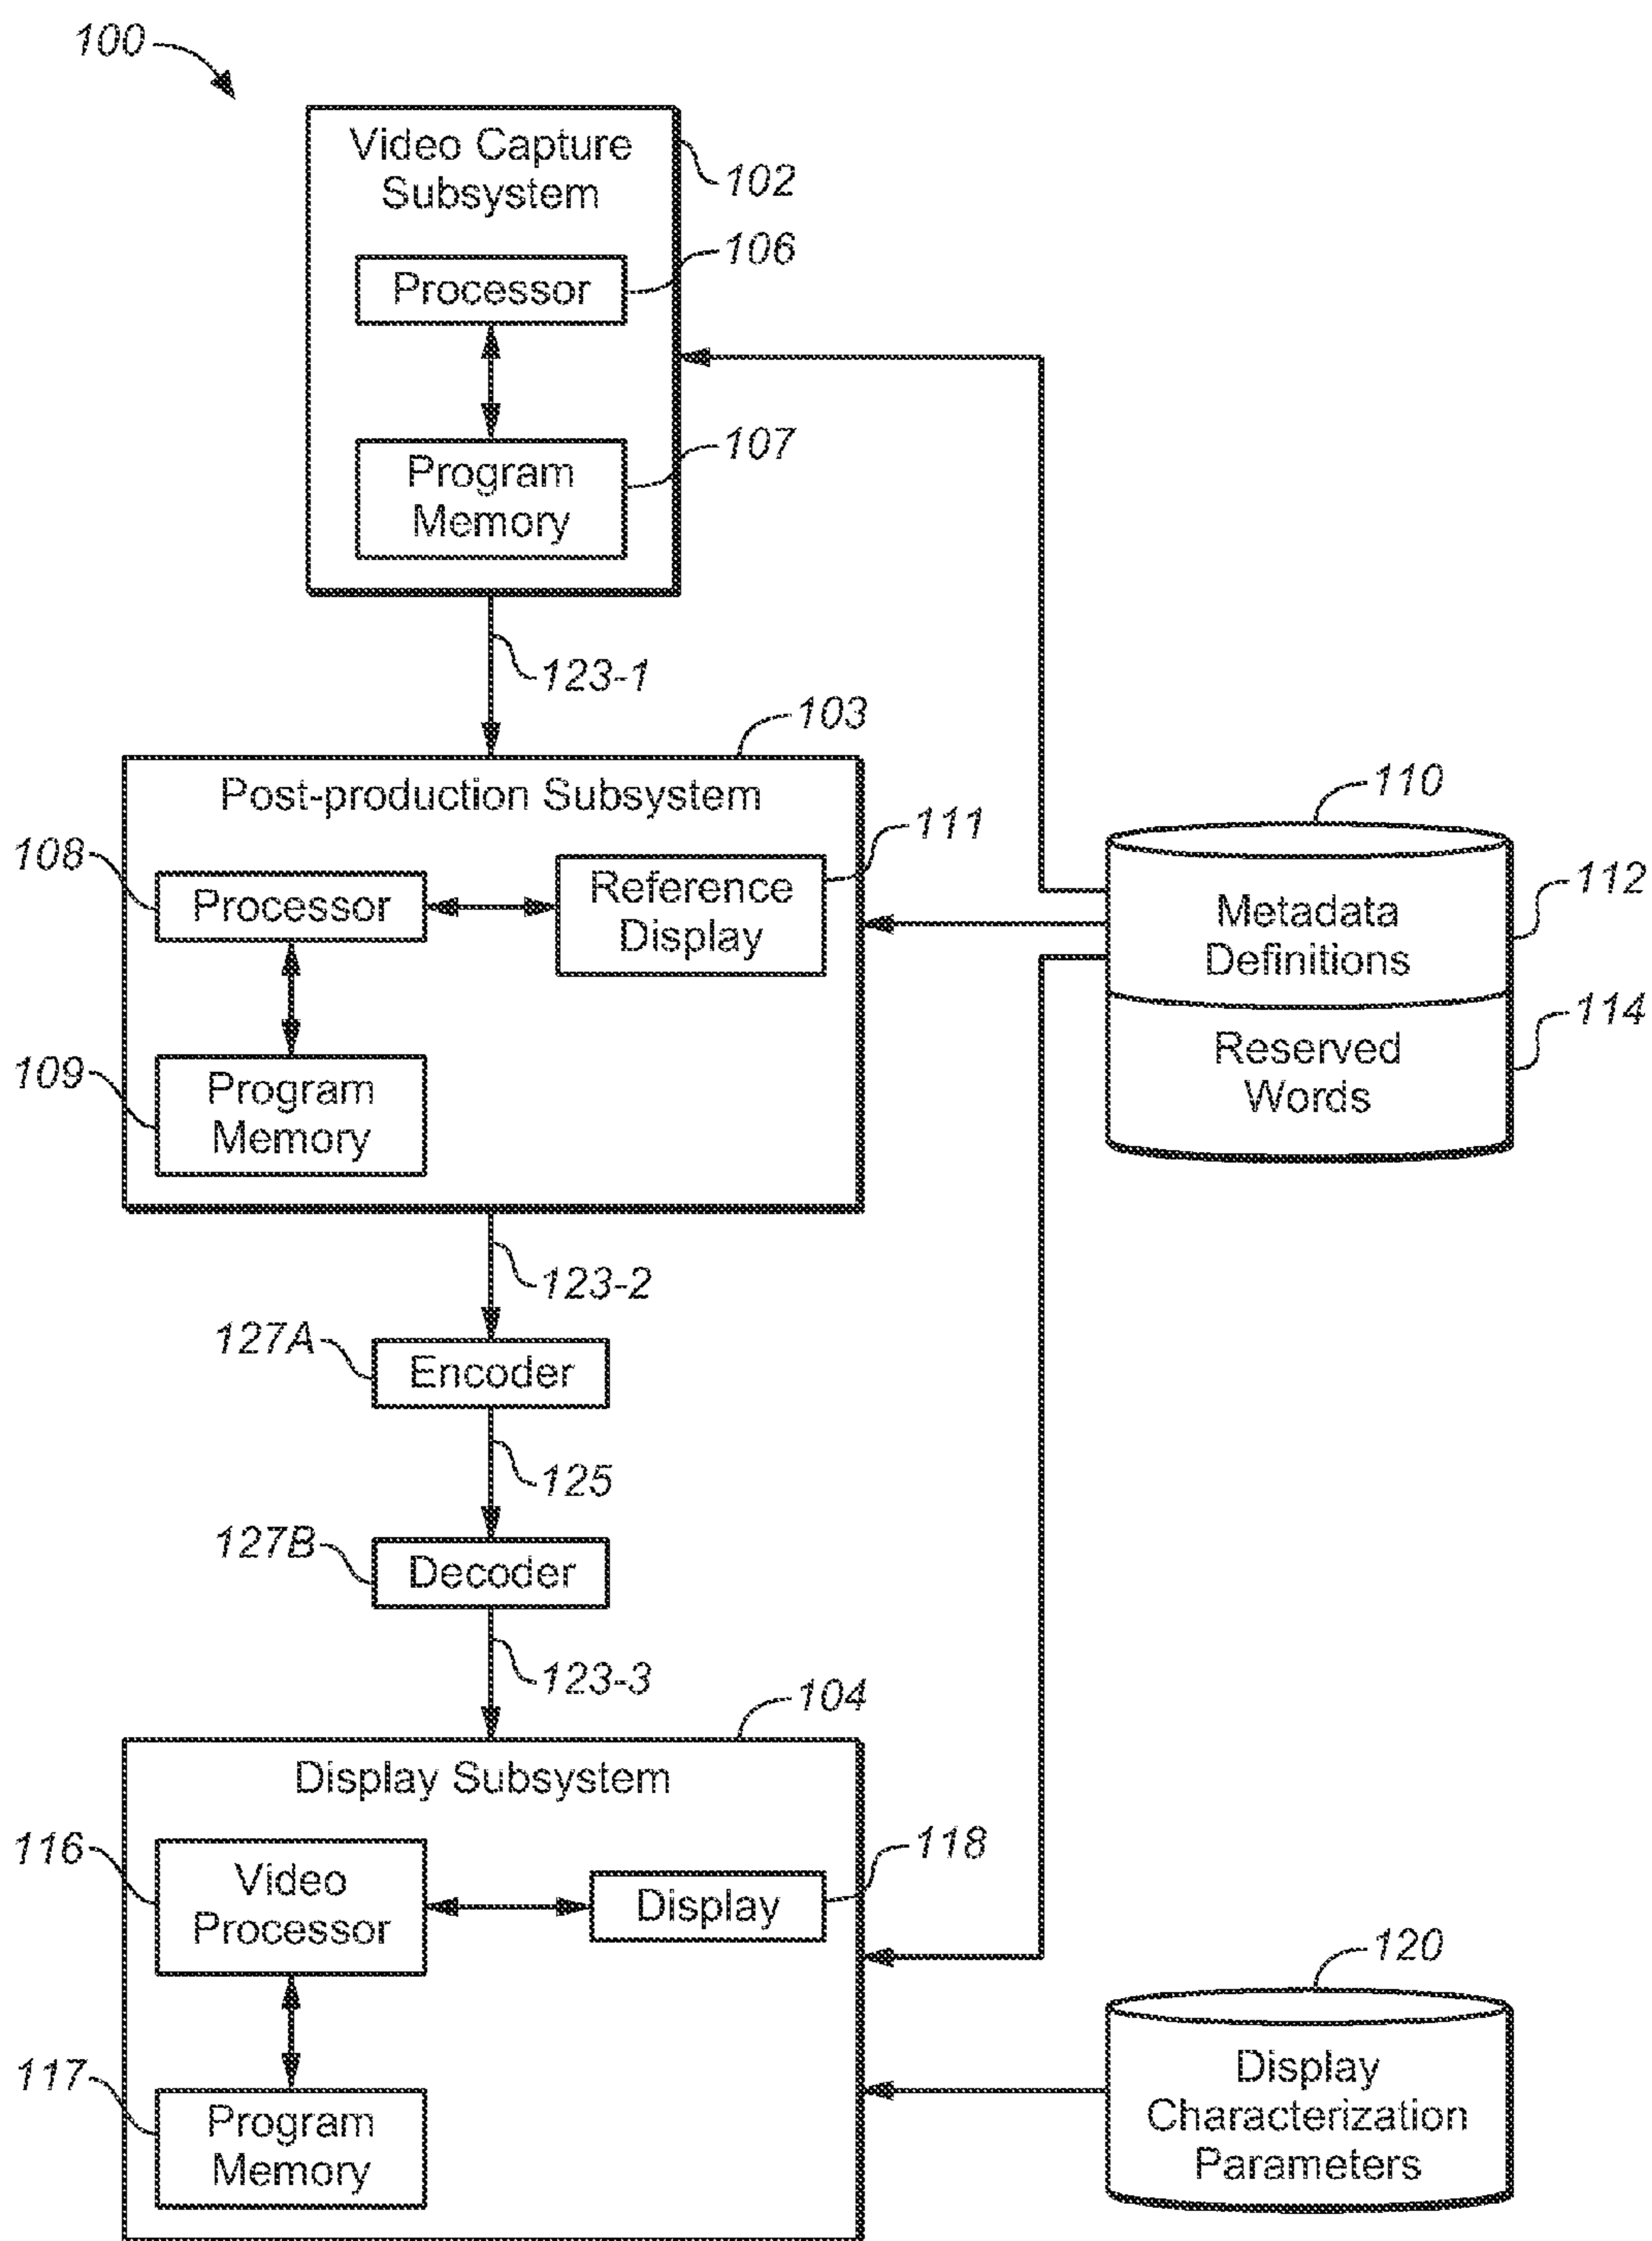 100
Video Capture
Subsystem
102
Processor
106
Program
Memory
107
123-1
103
Post-production Subsystem
108
Processor
Reference
Display
111
109
Program
Memory
110
Metadata
Definitions
112
Reserved
Words
114
123-2
127A
Encoder
125
127B
Decoder
123-3
104
Display Subsystem
116
Video
Processor
Display
118
117
Program
Memory
120
Display
Characterization
Parameters